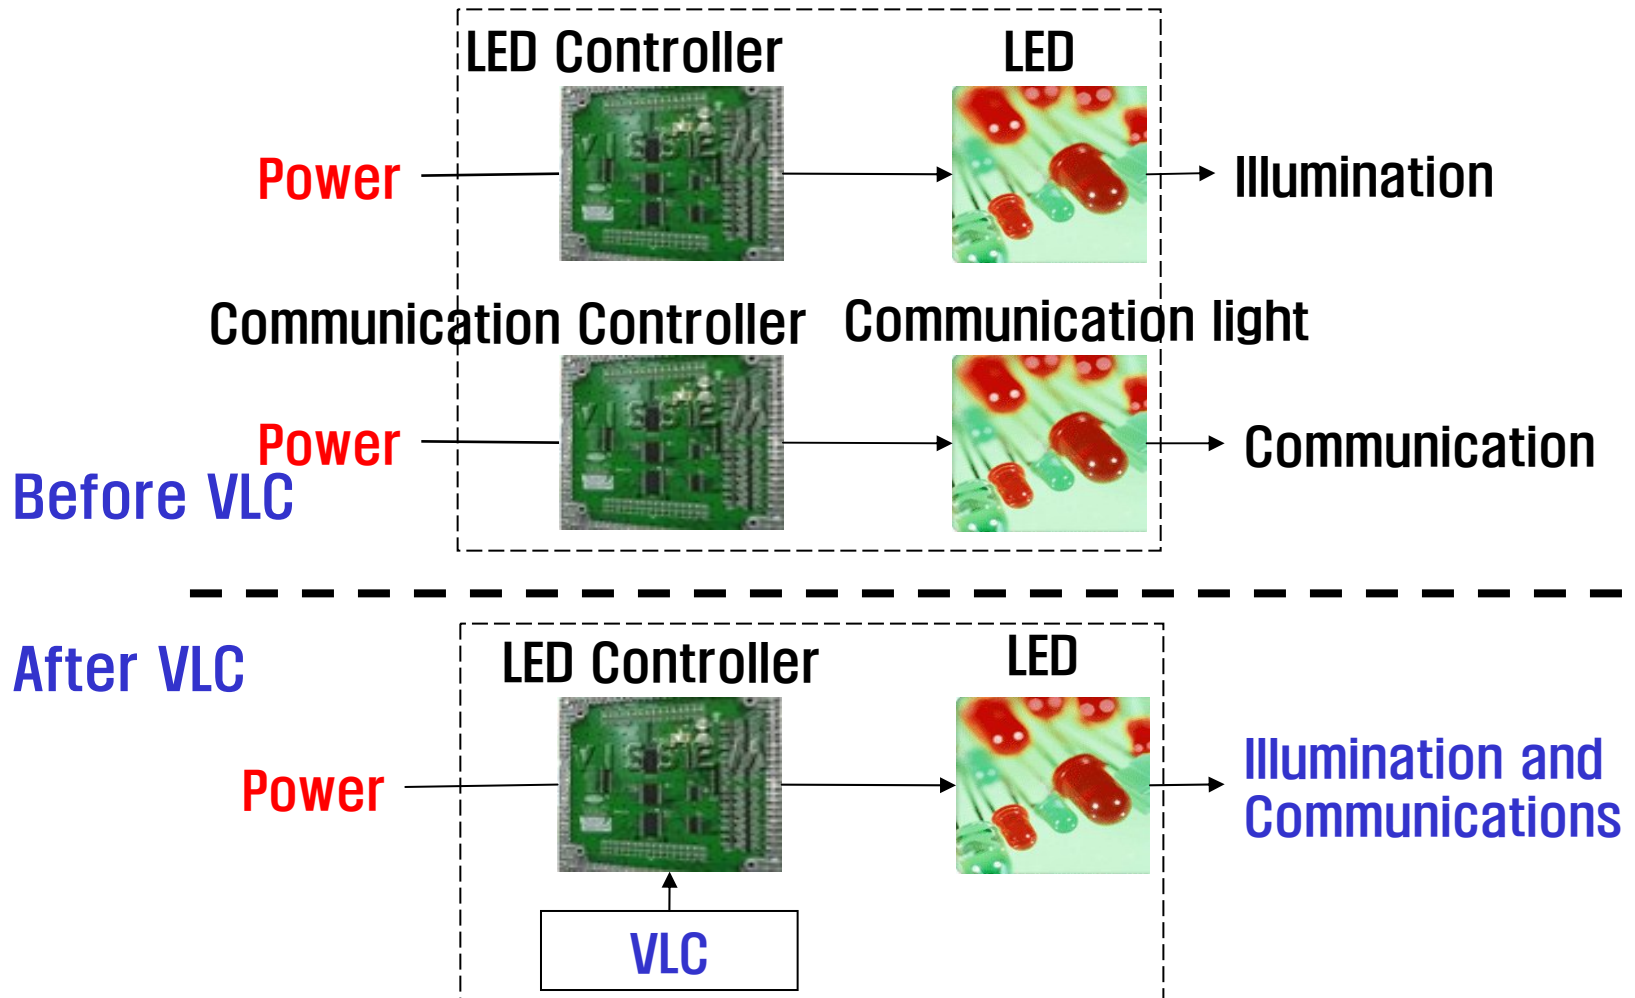 LED Controller LED
Power Illumination
Communication Controller Communication light
Power Communication
Before VLC
After VLC
LED Controller LED
Power Illumination and
Communications
VLC